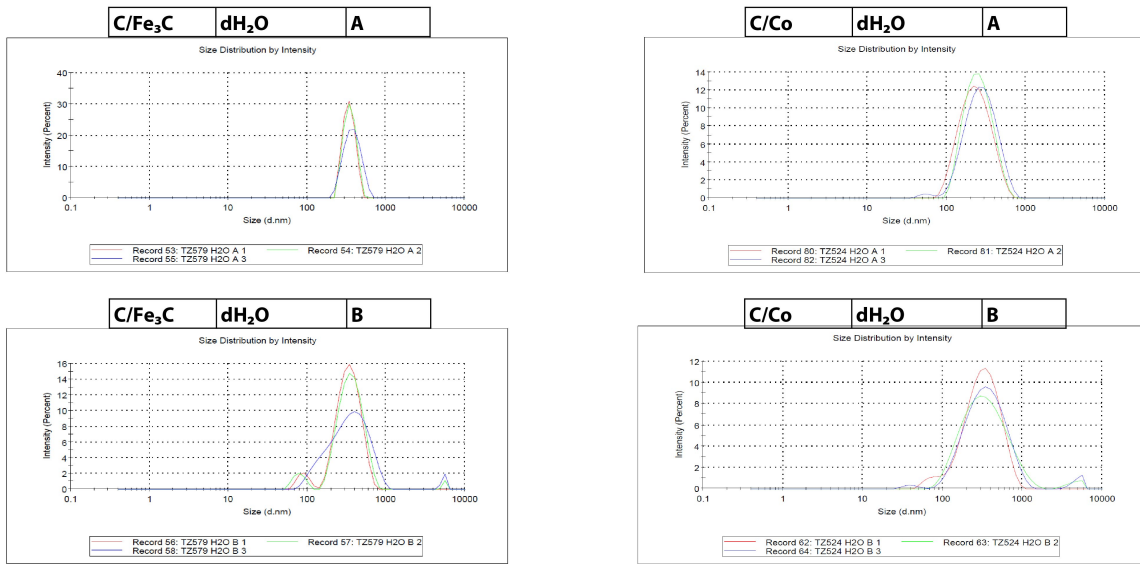 C/Fe₃C dH₂O A
Size Distribution by Intensity
Intensity (Percent)
40
30
20
10
0
0.1 1 10 100 1000 10000
Size (d.nm)
Record 53: TZ579 H2O A 1 Record 54: TZ579 H2O A 2
Record 55: TZ579 H2O A 3
C/Co dH₂O A
Size Distribution by Intensity
Intensity (Percent)
14
12
10
8
6
4
2
0
0.1 1 10 100 1000 10000
Size (d.nm)
Record 80: TZ524 H2O A 1 Record 81: TZ524 H2O A 2
Record 82: TZ524 H2O A 3
C/Fe₃C dH₂O B
Size Distribution by Intensity
Intensity (Percent)
16
14
12
10
8
6
4
2
0
0.1 1 10 100 1000 10000
Size (d.nm)
Record 56: TZ579 H2O B 1 Record 57: TZ579 H2O B 2
Record 58: TZ579 H2O B 3
C/Co dH₂O B
Size Distribution by Intensity
Intensity (Percent)
12
10
8
6
4
2
0
0.1 1 10 100 1000 10000
Size (d.nm)
Record 62: TZ524 H2O B 1 Record 63: TZ524 H2O B 2
Record 64: TZ524 H2O B 3